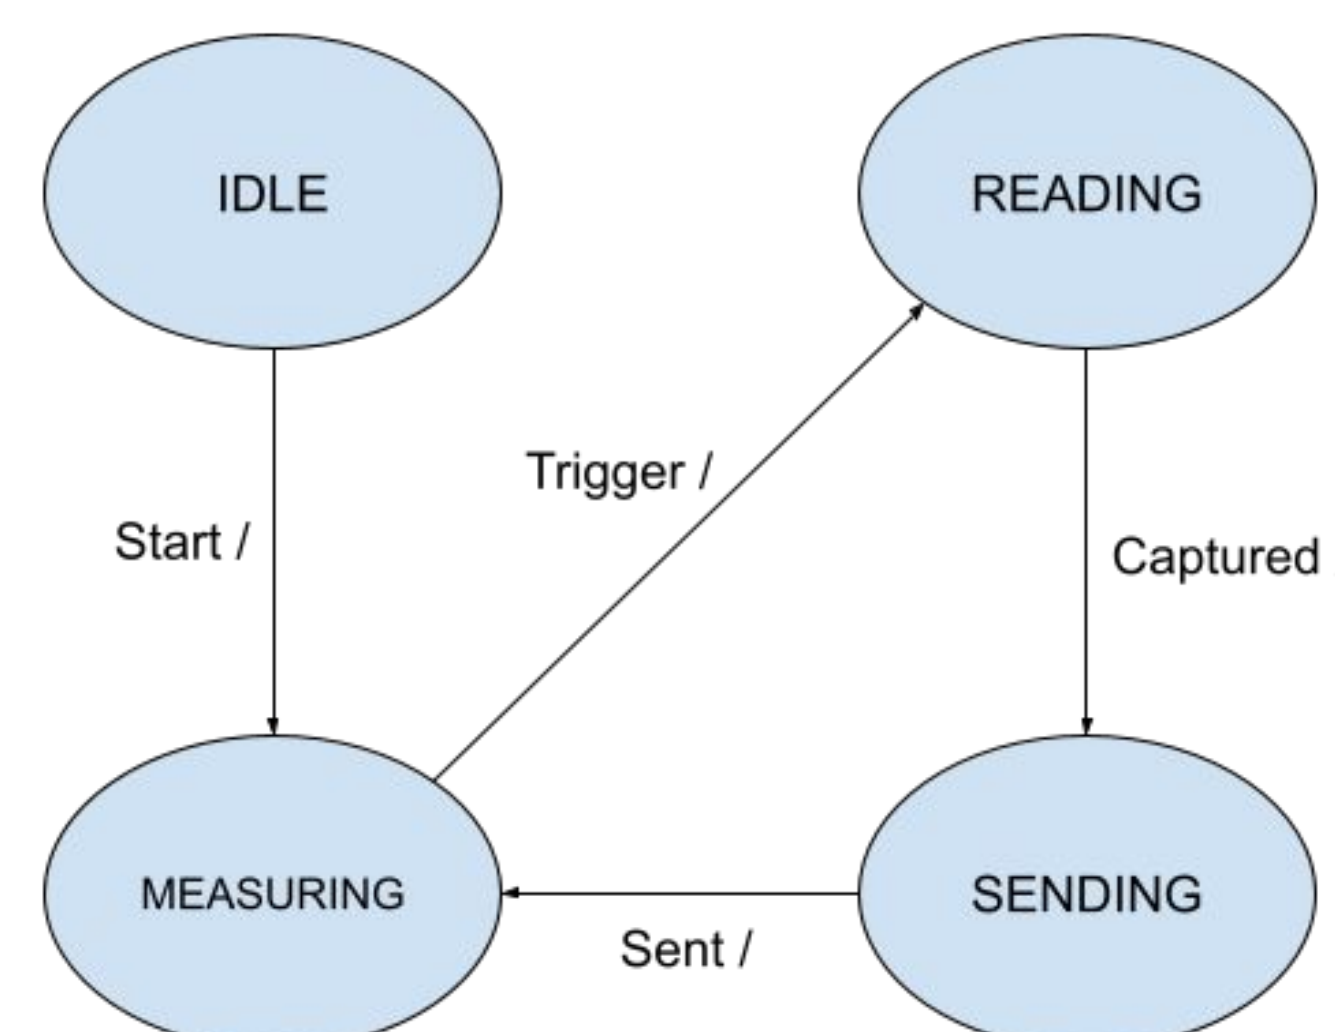 IDLE
READING
Trigger /
Start /
Captured
MEASURING
SENDING
Sent /